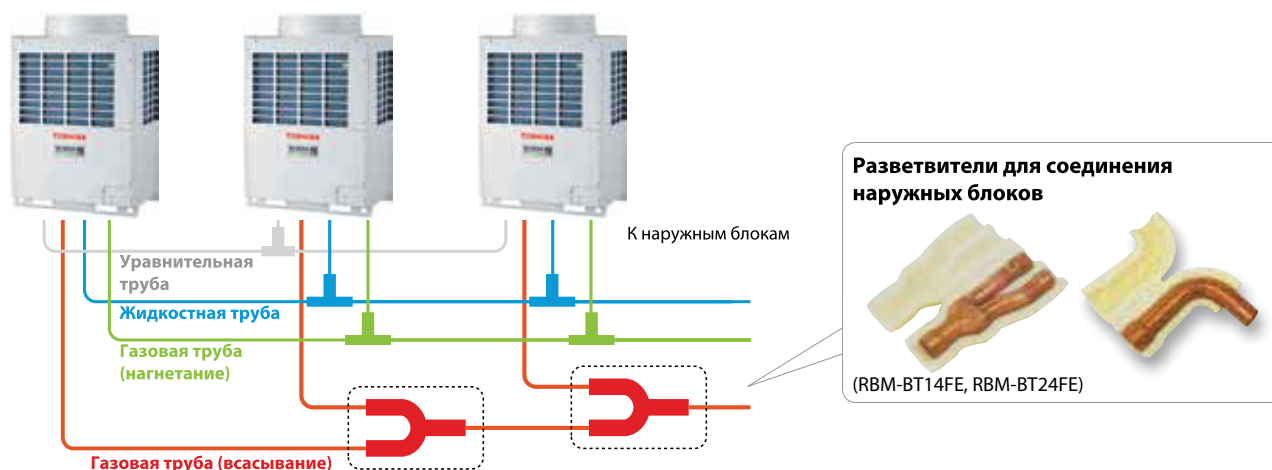 Разветвители для соединения
наружных блоков
К наружным блокам
Уравнительная
труба
Жидкостная труба
Газовая труба
(нагнетание)
(RBM-BT14FE, RBM-BT24FE)
Газовая труба (всасывание)